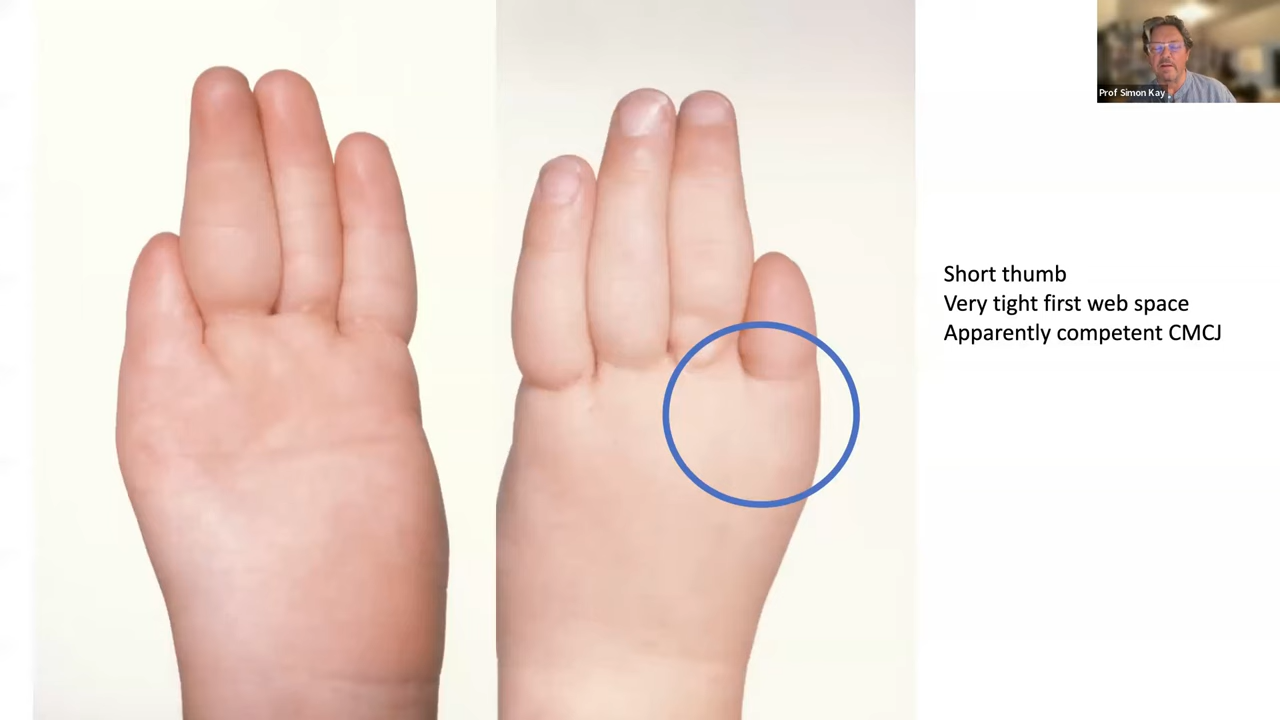 Prof Simon Kay
Short thumb
Very tight first web space
Apparently competent CMCJ